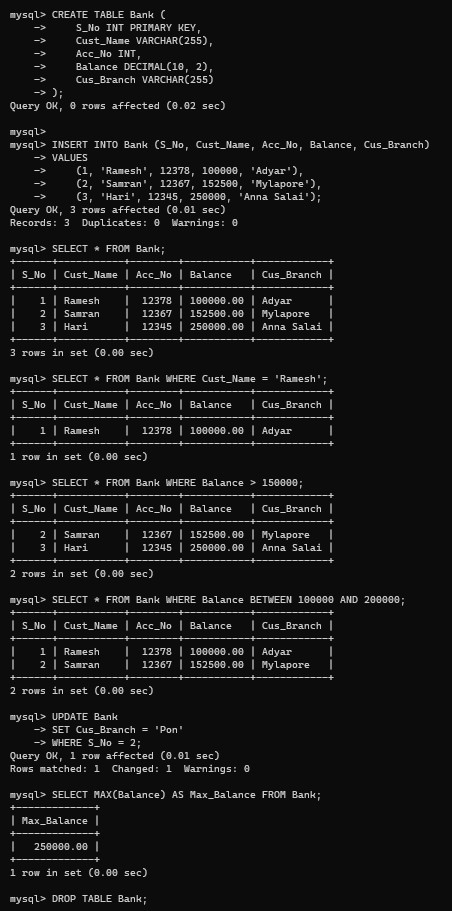 mysql> CREATE TABLE Bank (
    ->     S_No INT PRIMARY KEY,
    ->     Cust_Name VARCHAR(255),
    ->     Acc_No INT,
    ->     Balance DECIMAL(10, 2),
    ->     Cus_Branch VARCHAR(255)
    -> );
Query OK, 0 rows affected (0.02 sec)

mysql>
mysql> INSERT INTO Bank (S_No, Cust_Name, Acc_No, Balance, Cus_Branch)
    -> VALUES
    ->     (1, 'Ramesh', 12378, 100000, 'Adyar'),
    ->     (2, 'Samran', 12367, 152500, 'Mylapore'),
    ->     (3, 'Hari', 12345, 250000, 'Anna Salai');
Query OK, 3 rows affected (0.01 sec)
Records: 3  Duplicates: 0  Warnings: 0

mysql> SELECT * FROM Bank;
+------+-----------+--------+-----------+------------+
| S_No | Cust_Name | Acc_No | Balance   | Cus_Branch |
+------+-----------+--------+-----------+------------+
|    1 | Ramesh    |  12378 | 100000.00 | Adyar      |
|    2 | Samran    |  12367 | 152500.00 | Mylapore   |
|    3 | Hari      |  12345 | 250000.00 | Anna Salai |
+------+-----------+--------+-----------+------------+
3 rows in set (0.00 sec)

mysql> SELECT * FROM Bank WHERE Cust_Name = 'Ramesh';
+------+-----------+--------+-----------+------------+
| S_No | Cust_Name | Acc_No | Balance   | Cus_Branch |
+------+-----------+--------+-----------+------------+
|    1 | Ramesh    |  12378 | 100000.00 | Adyar      |
+------+-----------+--------+-----------+------------+
1 row in set (0.00 sec)

mysql> SELECT * FROM Bank WHERE Balance > 150000;
+------+-----------+--------+-----------+------------+
| S_No | Cust_Name | Acc_No | Balance   | Cus_Branch |
+------+-----------+--------+-----------+------------+
|    2 | Samran    |  12367 | 152500.00 | Mylapore   |
|    3 | Hari      |  12345 | 250000.00 | Anna Salai |
+------+-----------+--------+-----------+------------+
2 rows in set (0.00 sec)

mysql> SELECT * FROM Bank WHERE Balance BETWEEN 100000 AND 200000;
+------+-----------+--------+-----------+------------+
| S_No | Cust_Name | Acc_No | Balance   | Cus_Branch |
+------+-----------+--------+-----------+------------+
|    1 | Ramesh    |  12378 | 100000.00 | Adyar      |
|    2 | Samran    |  12367 | 152500.00 | Mylapore   |
+------+-----------+--------+-----------+------------+
2 rows in set (0.00 sec)

mysql> UPDATE Bank
    -> SET Cus_Branch = 'Pon'
    -> WHERE S_No = 2;
Query OK, 1 row affected (0.01 sec)
Rows matched: 1  Changed: 1  Warnings: 0

mysql> SELECT MAX(Balance) AS Max_Balance FROM Bank;
+-------------+
| Max_Balance |
+-------------+
|   250000.00 |
+-------------+
1 row in set (0.00 sec)

mysql> DROP TABLE Bank;